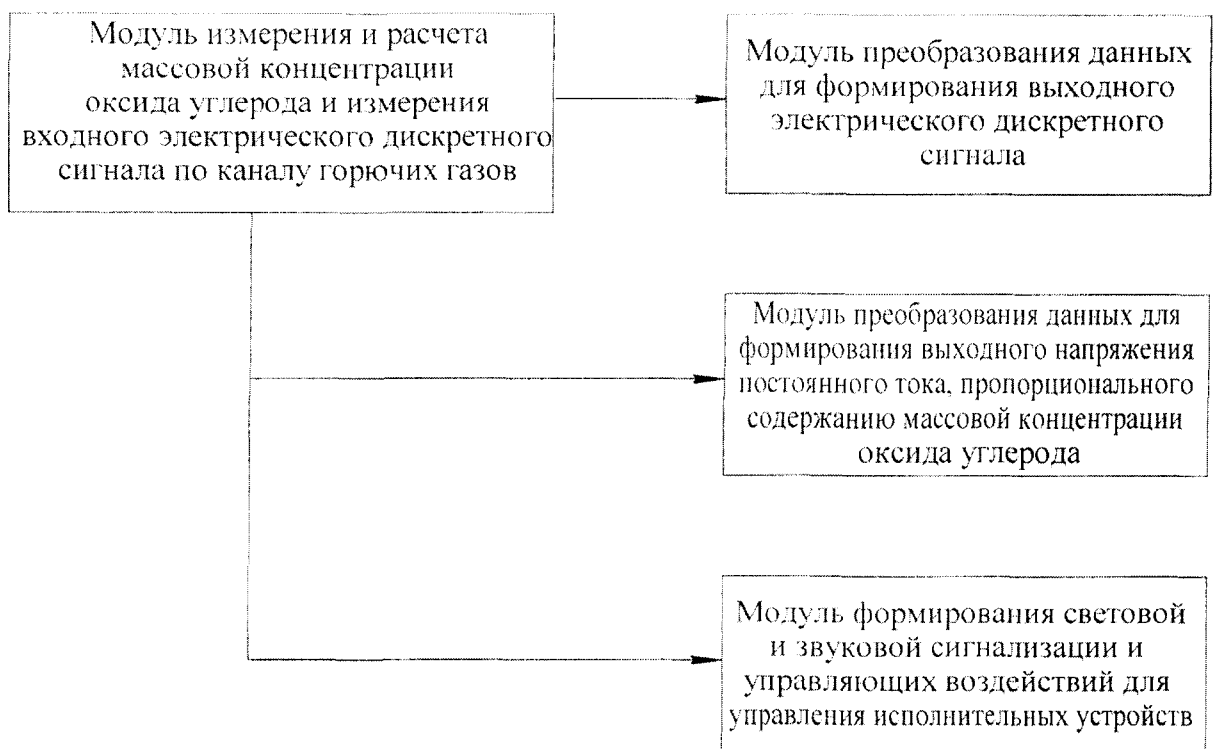 Модуль измерения и расчета
массовой концентрации
оксида углерода и измерения
входного электрического дискретного
сигнала по каналу горючих газов
Модуль преобразования данных
для формирования выходного
электрического дискретного
сигнала
Модуль преобразования данных для
формирования выходного напряжения
постоянного тока, пропорционального
содержанию массовой концентрации
оксида углерода
Модуль формирования световой
и звуковой сигнализации и
управляющих воздействий для
управления исполнительных устройств